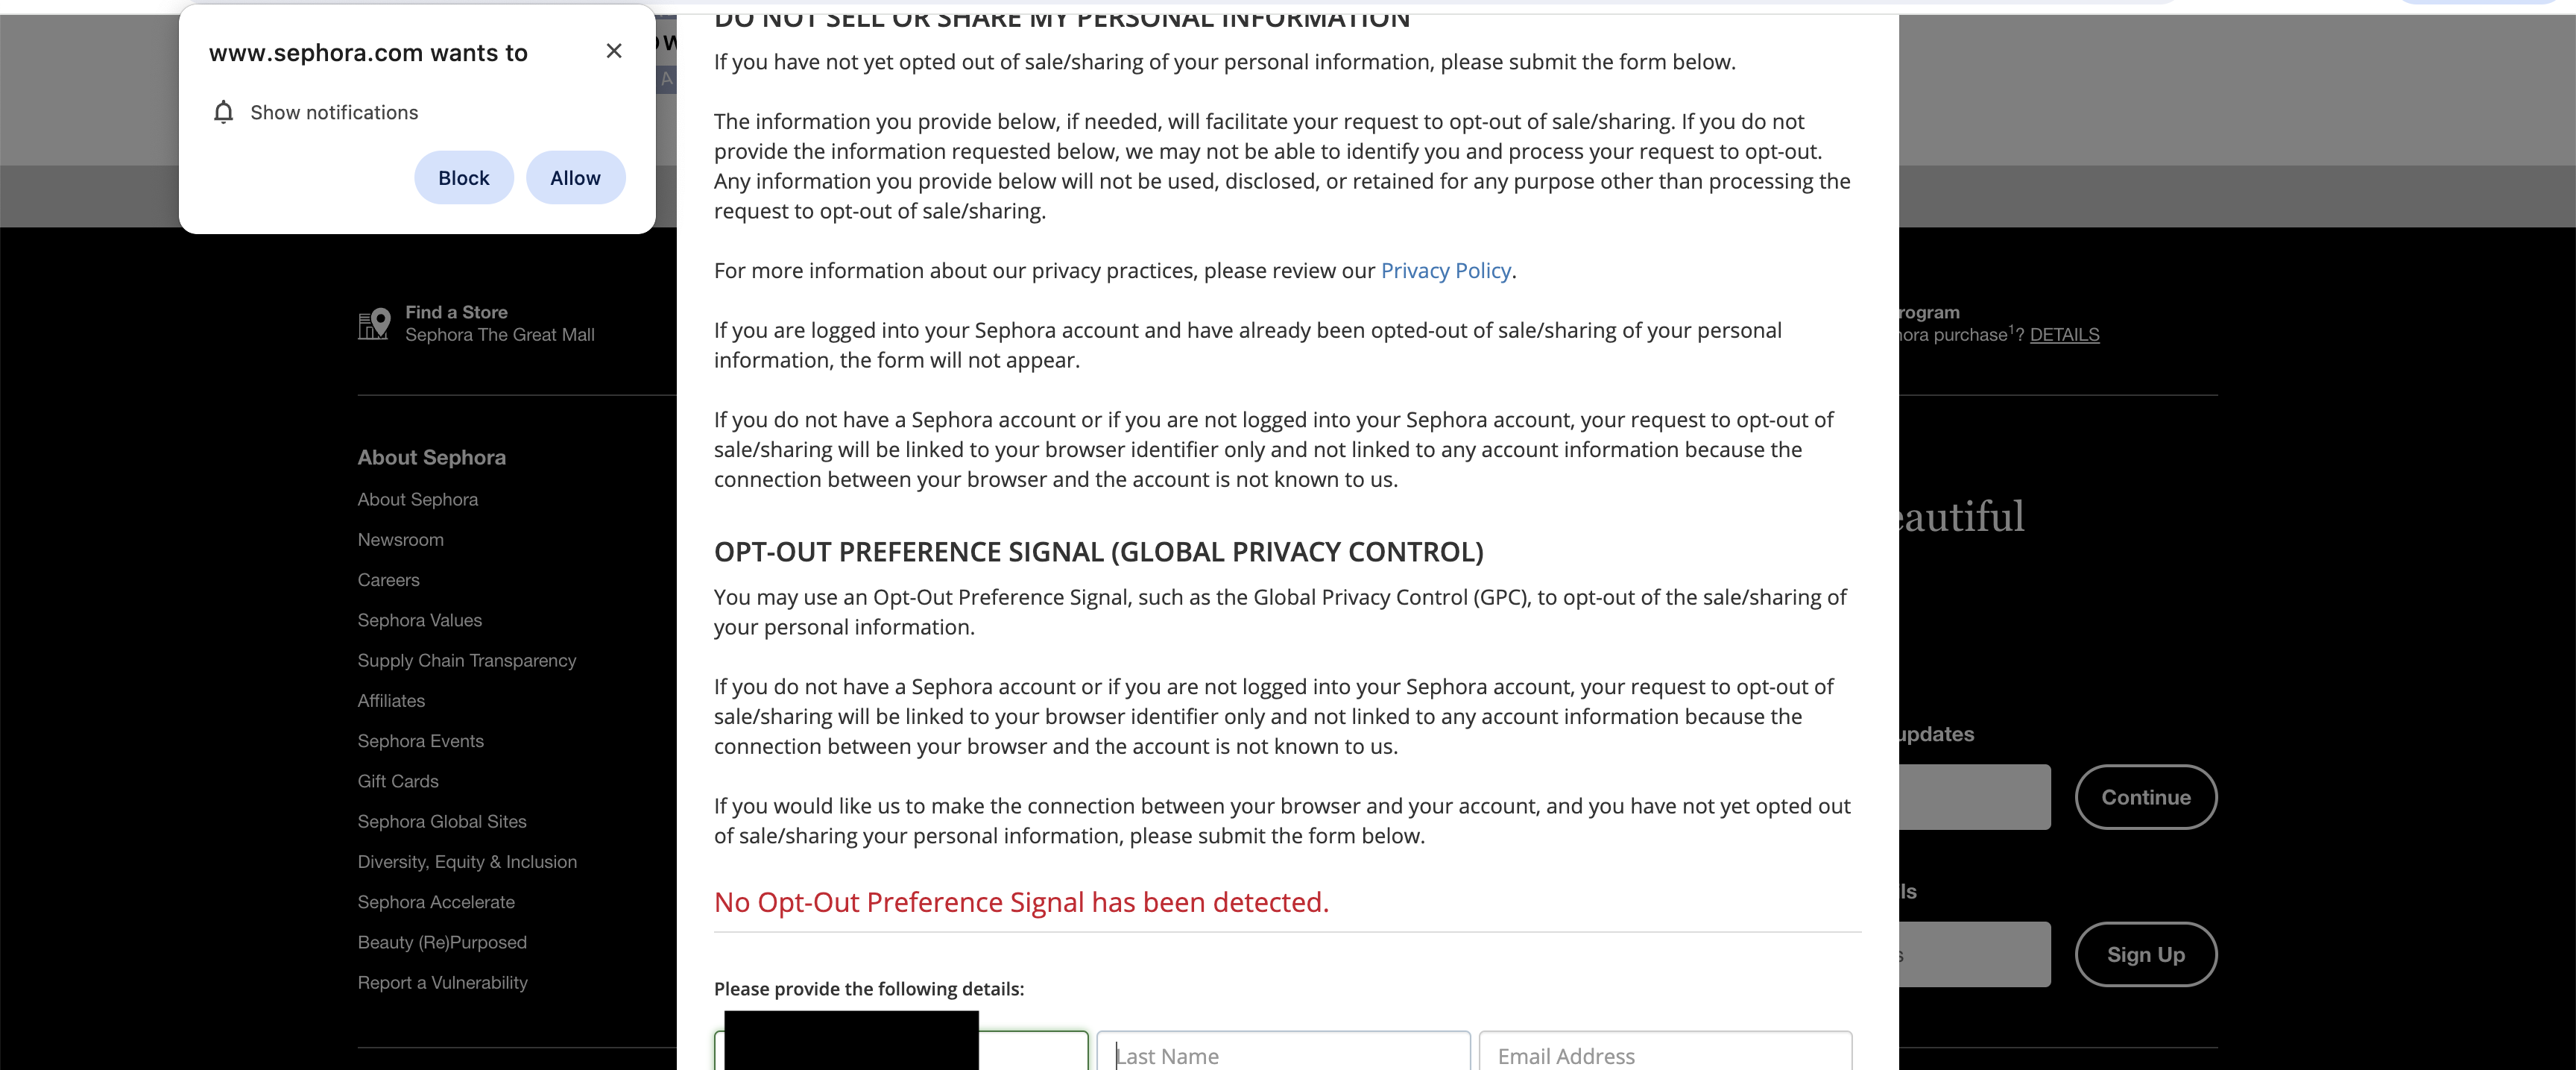 DO NOT SELL OR SHARE MY PERSONAL INFORMATION
www.sephora.com wants to
Show notifications
Block
Allow
A
If you have not yet opted out of sale/sharing of your personal information, please submit the form below.
The information you provide below, if needed, will facilitate your request to opt-out of sale/sharing. If you do not
provide the information requested below, we may not be able to identify you and process your request to opt-out.
Any information you provide below will not be used, disclosed, or retained for any purpose other than processing the
request to opt-out of sale/sharing.
For more information about our privacy practices, please review our Privacy Policy.
If you are logged into your Sephora account and have already been opted-out of sale/sharing of your personal
information, the form will not appear.
If you do not have a Sephora account or if you are not logged into your Sephora account, your request to opt-out of
sale/sharing will be linked to your browser identifier only and not linked to any account information because the
connection between your browser and the account is not known to us.
OPT-OUT PREFERENCE SIGNAL (GLOBAL PRIVACY CONTROL)
You may use an Opt-Out Preference Signal, such as the Global Privacy Control (GPC), to opt-out of the sale/sharing of
your personal information.
If you do not have a Sephora account or if you are not logged into your Sephora account, your request to opt-out of
sale/sharing will be linked to your browser identifier only and not linked to any account information because the
connection between your browser and the account is not known to us.
If you would like us to make the connection between your browser and your account, and you have not yet opted out
of sale/sharing your personal information, please submit the form below.
No Opt-Out Preference Signal has been detected.
Please provide the following details:
Last Name
Email Address
Find a Store
Sephora The Great Mall
About Sephora
About Sephora
Newsroom
Careers
Sephora Values
Supply Chain Transparency
Affiliates
Sephora Events
Gift Cards
Sephora Global Sites
Diversity, Equity & Inclusion
Sephora Accelerate
Beauty (Re)Purposed
Report a Vulnerability
rogram
ora purchase1? DETAILS
eautiful
updates
Continue
ls
Sign Up